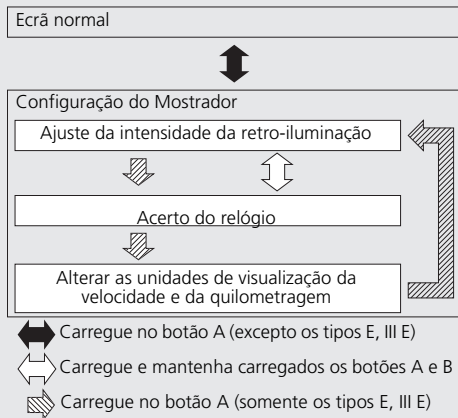 Ecrã normal
Configuração do Mostrador
Ajuste da intensidade da retro-iluminação
Acerto do relógio
Alterar as unidades de visualização da
velocidade e da quilometragem
Carregue no botão A (excepto os tipos E, III E)
Carregue e mantenha carregados os botões A e B
Carregue no botão A (somente os tipos E, III E)